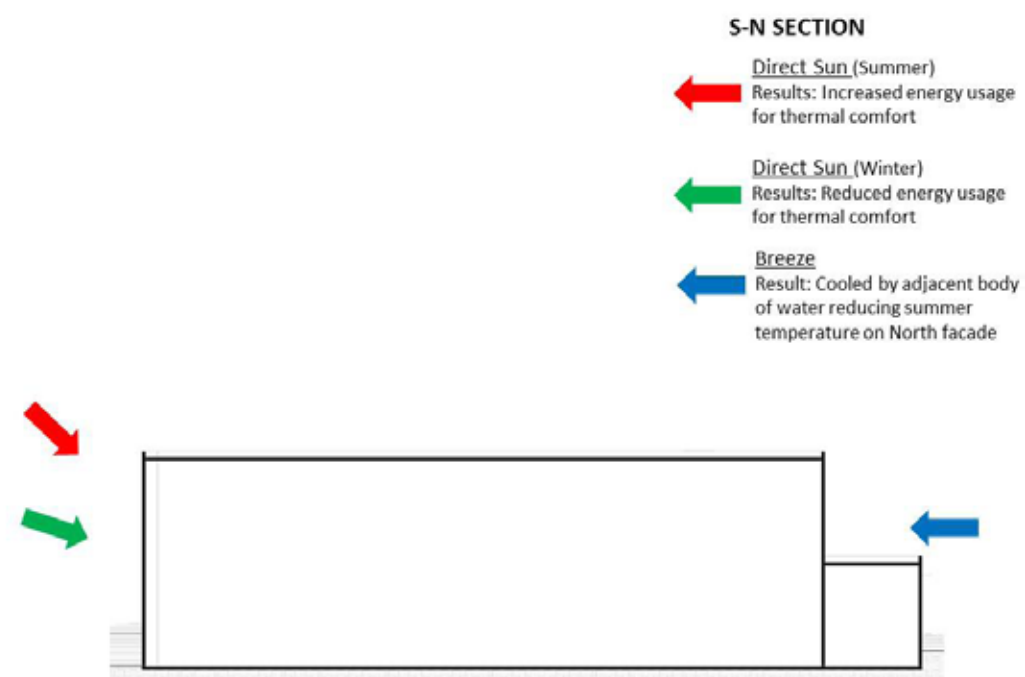 S-N SECTION
Direct Sun (Summer)
Results: Increased energy usage
for thermal comfort
Direct Sun (Winter)
Results: Reduced energy usage
for thermal comfort
Breeze
Result: Cooled by adjacent body
of water reducing summer
temperature on North facade